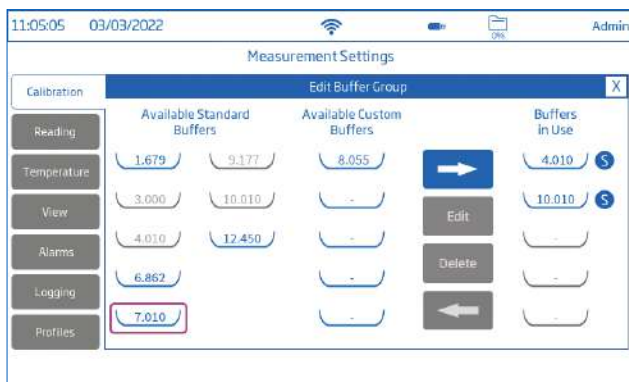 11:05:05 03/03/2022 0% Admin
Measurement Settings
Calibration
Reading
Temperature
View
Alarms
Logging
Profiles
Edit Buffer Group X
Available Standard Buffers
Available Custom Buffers
Buffers in Use
1.679 9.177 8.055 4.010 S
3.000 10.010 - Edit 10.010 S
4.010 12.450 - -
6.862 - Delete -
7.010 - -